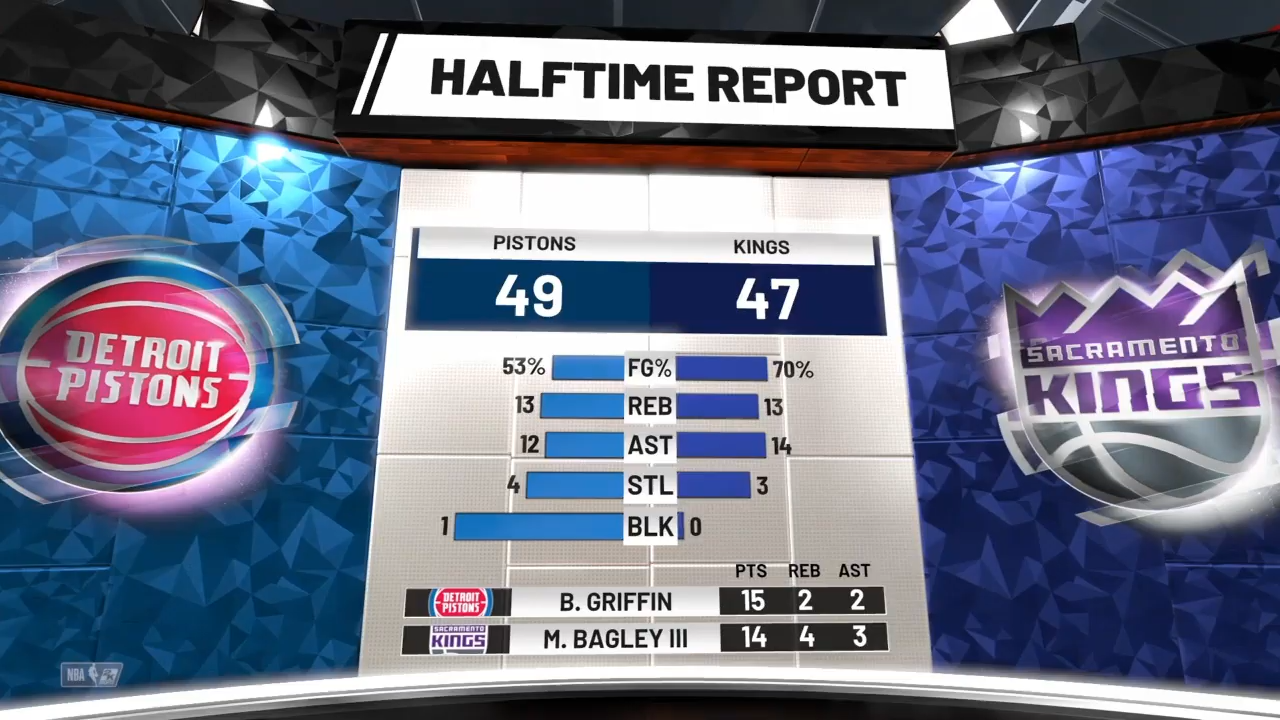 HALFTIME REPORT
PISTONS KINGS
49 47
53% FG% 70%
13 REB 13
12 AST 14
4 STL 3
1 BLK 0
PTS REB AST
DETROIT PISTONS B. GRIFFIN 15 2 2
SACRAMENTO KINGS M. BAGLEY III 14 4 3
DETROIT
PISTONS
SACRAMENTO
KINGS
NBA 2K